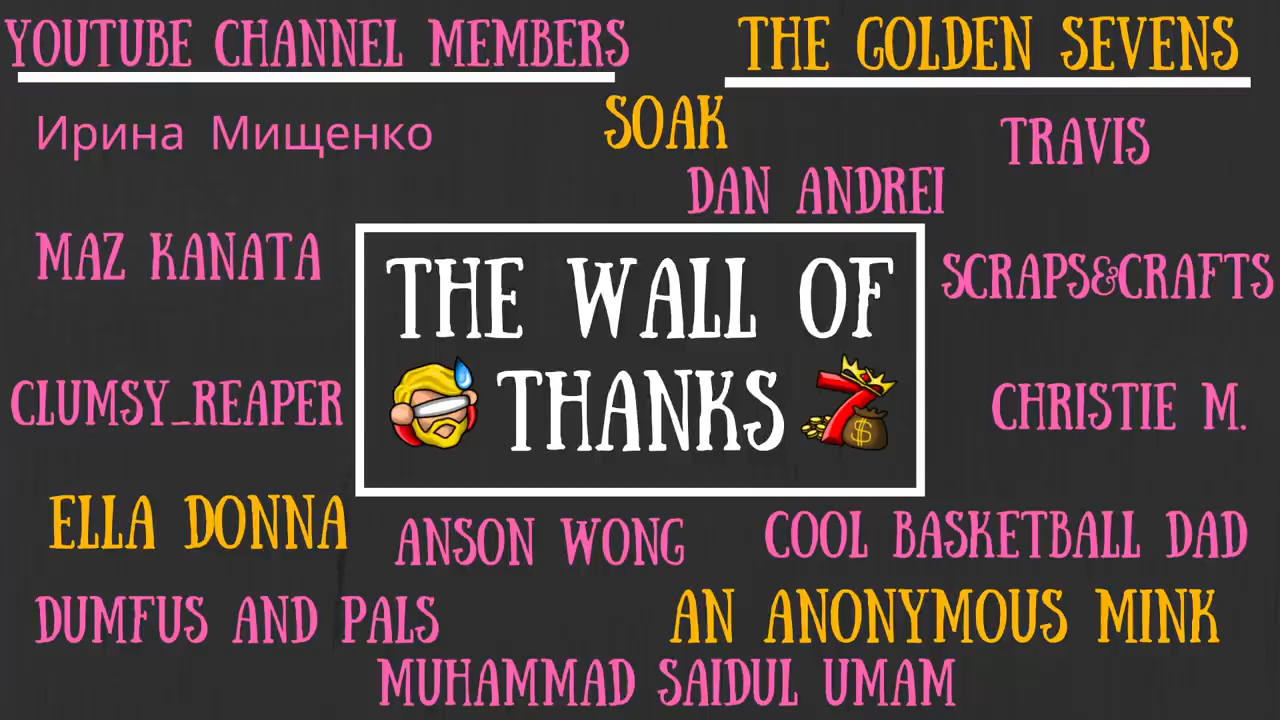 YOUTUBE CHANNEL MEMBERS
THE GOLDEN SEVENS
Ирина Мищенко
SOAK
TRAVIS
DAN ANDREI
MAZ KANATA
THE WALL OF
THANKS
SCRAPS&CRAFTS
CLUMSY_REAPER
CHRISTIE M.
ELLA DONNA
ANSON WONG
COOL BASKETBALL DAD
DUMFUS AND PALS
AN ANONYMOUS MINK
MUHAMMAD SAIDUL UMAM